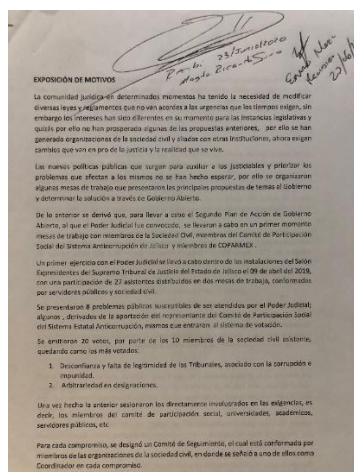 Recibí 23/Junio/2020
EXPOSICIÓN DE MOTIVOS
La comunidad jurídica en determinados momentos ha tenido la necesidad de modificar
diversas leyes y reglamentos que no van acordes a las urgencias que los tiempos exigen, sin
embargo los intereses han sido diferentes en su momento para las instancias legislativas y
quizás por ello no han prosperado algunas de las propuestas anteriores, por ello se han
generado organizaciones de la sociedad civil y aliadas con otras instituciones, ahora exigan
cambios que van en pro de la justicia y la realidad que se vive.
Las nuevas políticas públicas que surgen para auxiliar a los justiciables y priorizar los
problemas que afectan a los mismos no se han hecho esperar, por ello se organizaron
algunas mesas de trabajo que presentaron las principales propuestas de temas al Gobierno
y determinar la solución a través de Gobierno Abierto.
De lo anterior se derivó que, para llevar a cabo el Segundo Plan de Acción de Gobierno
Abierto, al que el Poder Judicial fue convocado, se llevaron a cabo en un primer momento
mesas de trabajo con miembros de la Sociedad Civil, miembros del Comité de Participación
Social del Sistema Anticorrupción de Jalisco y miembros de COPARMEX.
Un primer ejercicio con el Poder Judicial se llevó a cabo dentro de las instalaciones del Salón
Expresidentes del Supremo Tribunal de Justicia del Estado de Jalisco el 09 de abril del 2019,
con una participación de 27 asistentes distribuidos en dos mesas de trabajo, conformadas
por servidores públicos y sociedad civil.
Se presentaron 8 problemas públicos susceptibles de ser atendidos por el Poder Judicial;
algunos, derivados de la aportación del representante del Comité de Participación Social
del Sistema Estatal Anticorrupción, mismos que entraron al sistema de votación.
Se emitieron 20 votos, por parte de los 10 miembros de la sociedad civil asistente,
quedando como los más votados:
1. Desconfianza y falta de legitimidad de los Tribunales, asociado con la corrupción e
impunidad.
2. Arbitrariedad en designaciones.
Una vez hecho lo anterior sesionaron los directamente involucrados en las exigencias, es
decir, los miembros del comité de participación social, universidades, académicos,
servidores públicos, etc
Para cada compromiso, se designó un Comité de Seguimiento, el cual está conformado por
miembros de las organizaciones de la sociedad civil, en donde se señaló a uno de ellos como
Coordinador en cada compromiso.